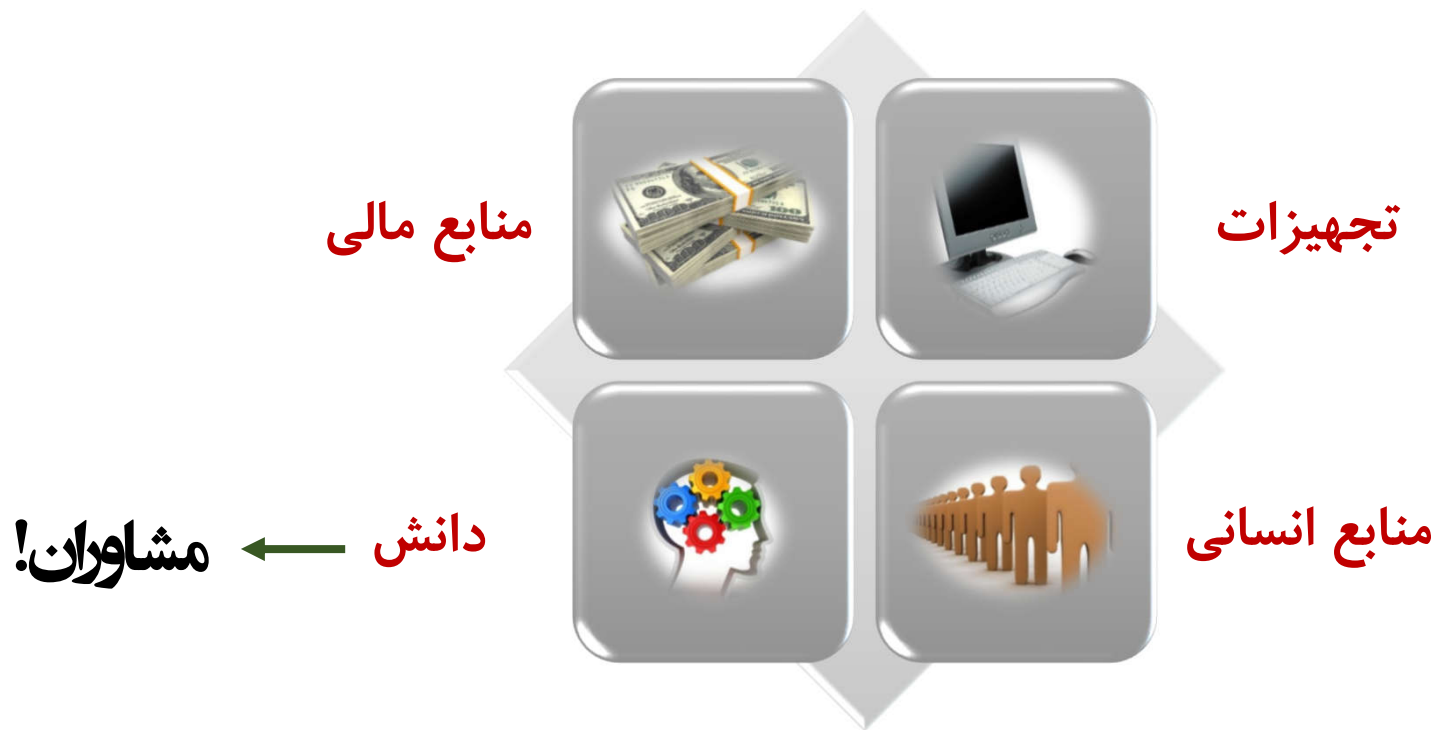 تجهیزات
منابع مالی
منابع انسانی
دانش
مشاوران!